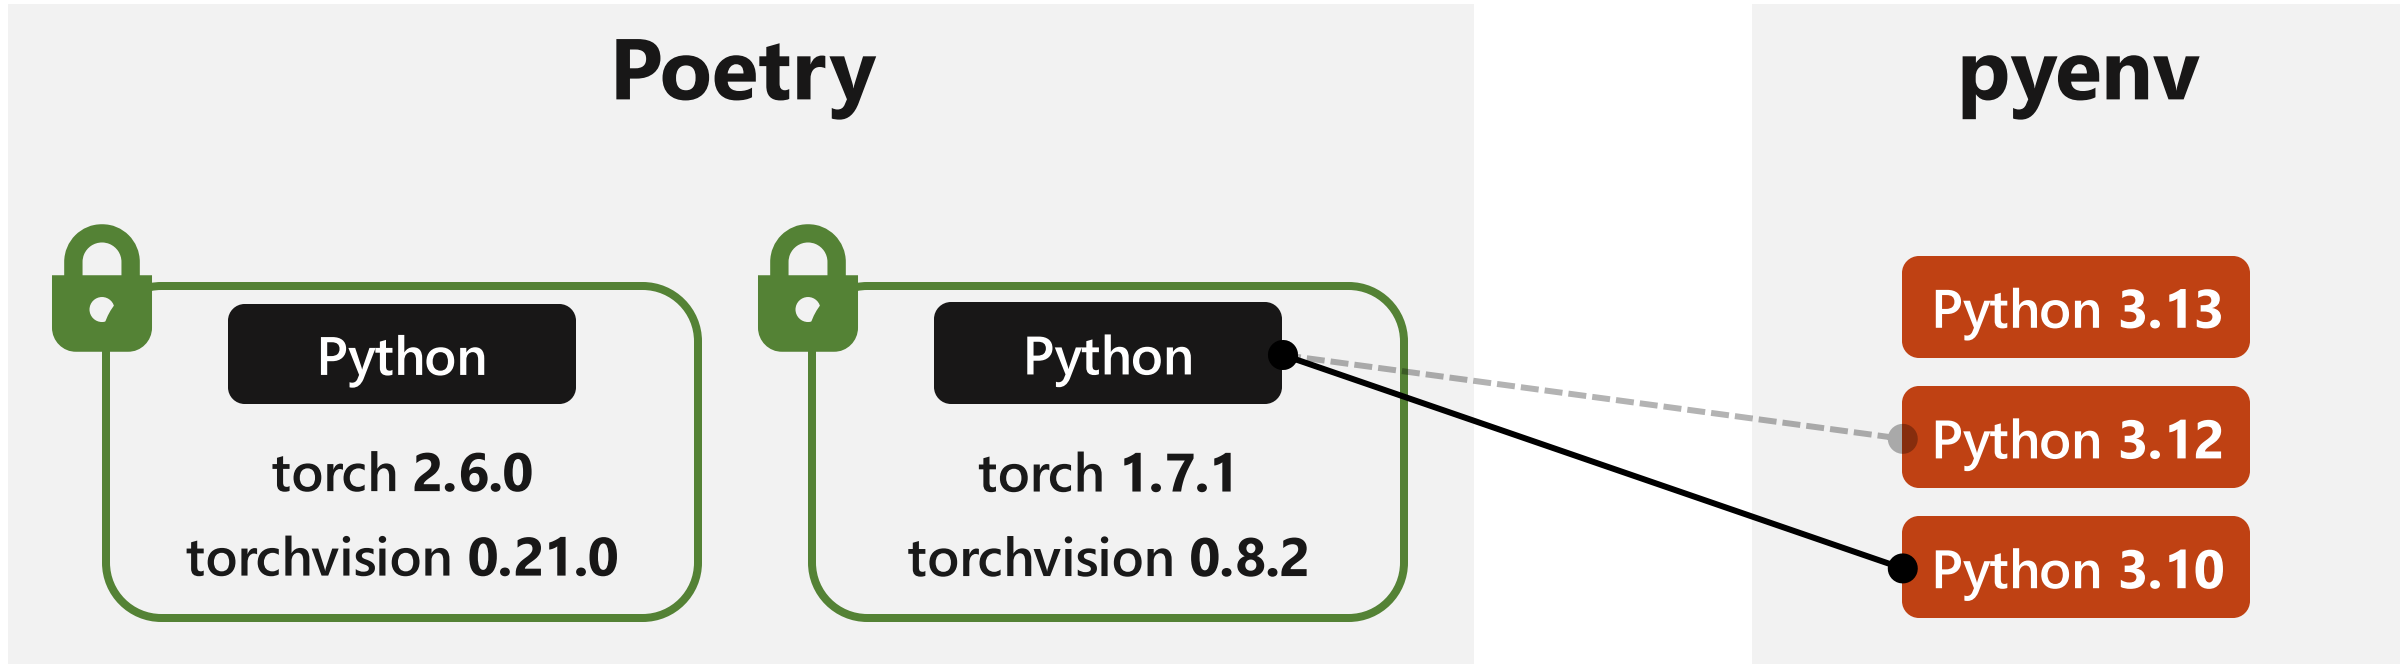 Poetry
Python
torch 2.6.0
torchvision 0.21.0
Python
torch 1.7.1
torchvision 0.8.2
pyenv
Python 3.13
Python 3.12
Python 3.10